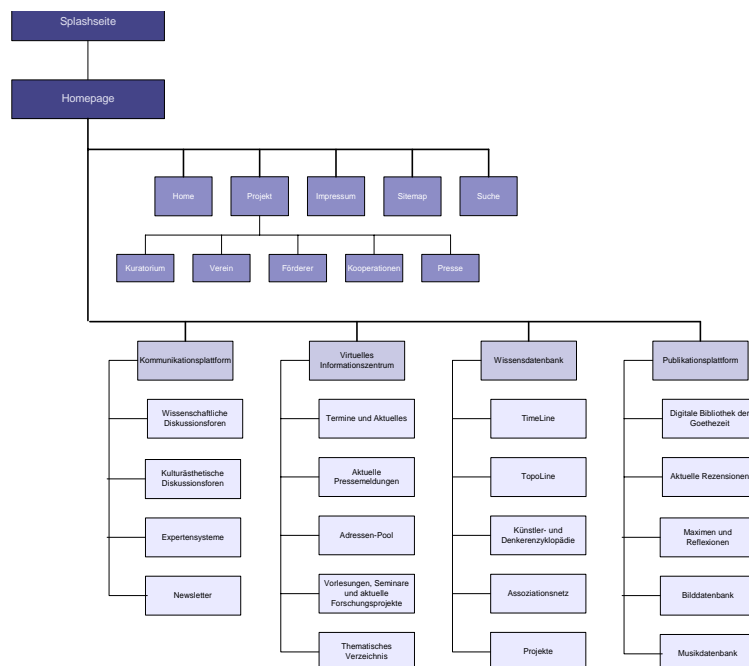 Splashseite
Homepage
Home
Projekt
Impressum
Sitemap
Suche
Kuratorium
Verein
Förderer
Kooperationen
Presse
Kommunikationsplattform
Wissenschaftliche
Diskussionsforen
Kulturästhetische
Diskussionsforen
Expertensysteme
Newsletter
Virtuelles
Informationszentrum
Termine und Aktuelles
Aktuelle
Pressemeldungen
Adressen-Pool
Vorlesungen, Seminare
und aktuelle
Forschungsprojekte
Thematisches
Verzeichnis
Wissensdatenbank
TimeLine
TopoLine
Künstler- und
Denkerenzyklopädie
Assoziationsnetz
Projekte
Publikationsplattform
Digitale Bibliothek der
Goethezeit
Aktuelle Rezensionen
Maximen und
Reflexionen
Bilddatenbank
Musikdatenbank